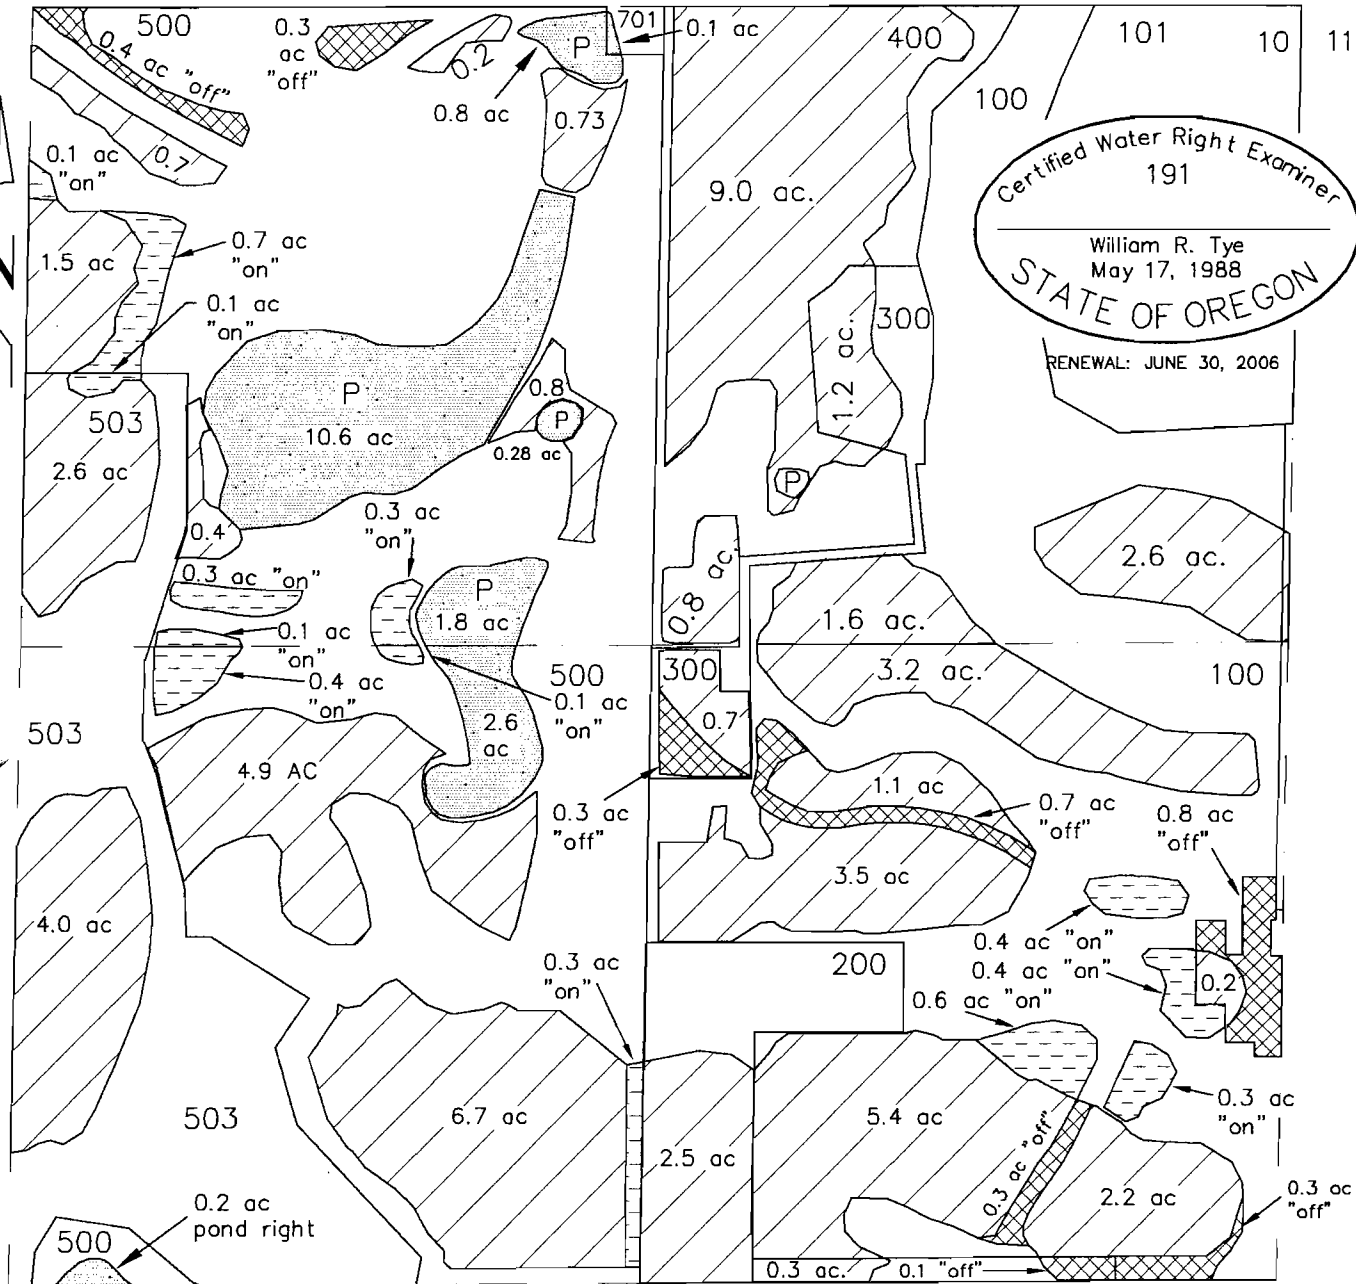 500
0.3
ac
"off"
0.4 ac "off"
0.2
P
701
0.1 ac
400
101
10
11
0.8 ac
0.73
100
0.1 ac
"on"
0.7
Certified Water Right Examiner
191
William R. Tye
May 17, 1988
STATE OF OREGON
RENEWAL: JUNE 30, 2006
9.0 ac.
0.7 ac
"on"
1.5 ac
0.1 ac
"on"
300
1.2 ac.
503
P
10.6 ac
0.8
P
0.28 ac
2.6 ac
P
0.4
0.3 ac
"on"
0.3 ac "on"
P
1.8 ac
0.8 ac.
1.6 ac.
2.6 ac.
0.1 ac
"on"
0.4 ac
"on"
500
0.1 ac
"on"
300
3.2 ac.
100
503
4.9 AC
2.6
ac
0.7
0.3 ac
"off"
1.1 ac
0.7 ac
"off"
0.8 ac
"off"
3.5 ac
4.0 ac
0.4 ac "on"
0.4 ac "on"
0.3 ac
"on"
200
0.2
0.6 ac "on"
503
6.7 ac
2.5 ac
5.4 ac
0.3 ac "off"
0.3 ac
"on"
2.2 ac
0.3 ac
"off"
0.2 ac
pond right
500
0.3 ac.
0.1 "off"